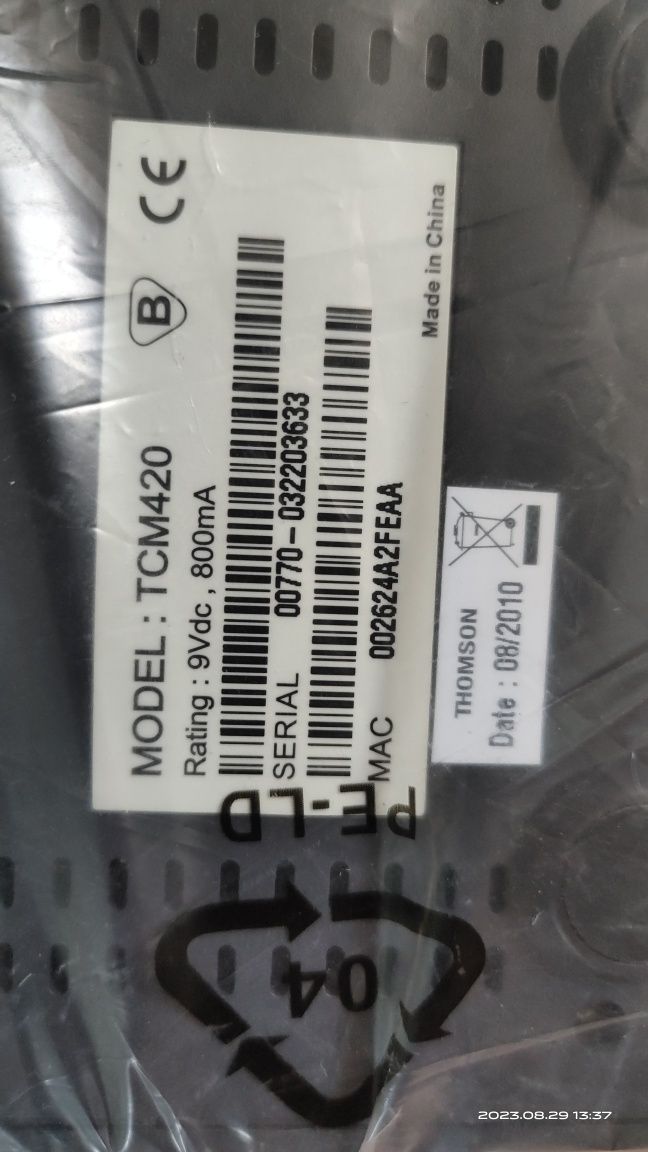 MODEL : TCM420
B
CE
Rating : 9Vdc , 800mA
SERIAL 00770-032203633
MAC 002624A2FEAA
Made in China
THOMSON
Date : 08/2010
04
PE-LD
2023.08.29 13:37